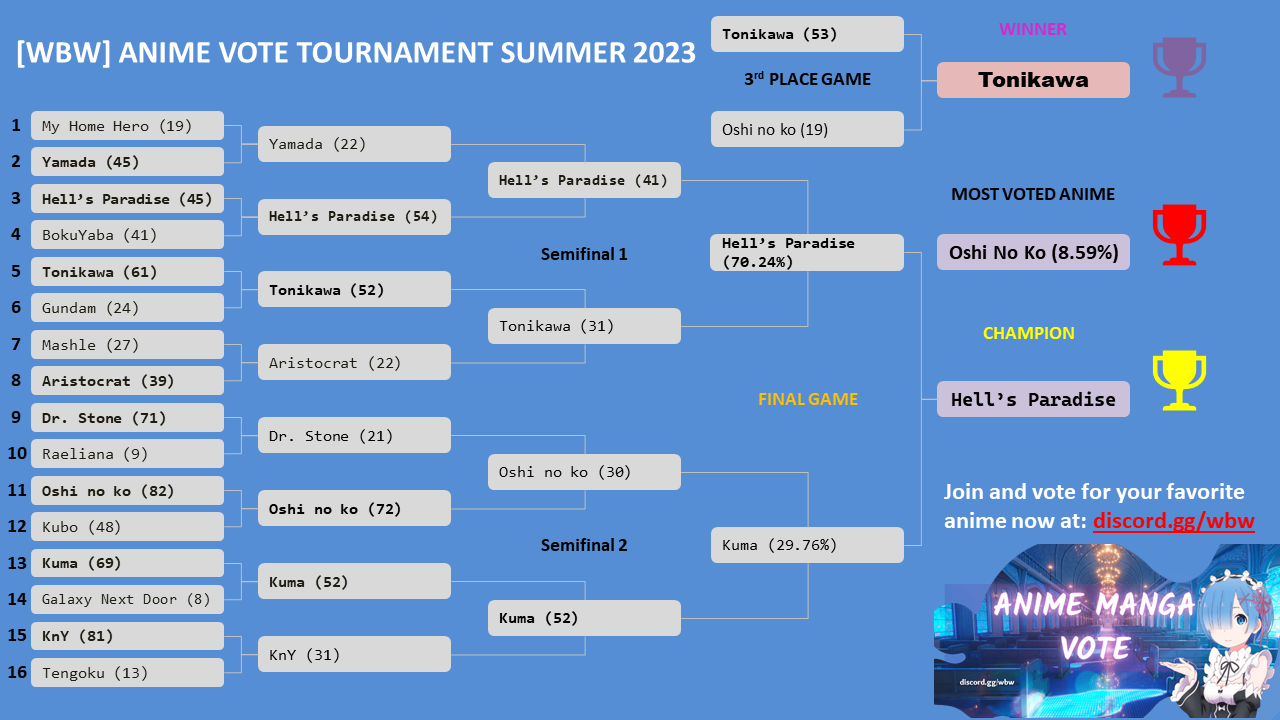 [WBW] ANIME VOTE TOURNAMENT SUMMER 2023
Tonikawa (53)
3rd PLACE GAME
Oshi no ko (19)
WINNER
Tonikawa
1 My Home Hero (19)
2 Yamada (45)
3 Hell's Paradise (45)
4 BokuYaba (41)
5 Tonikawa (61)
6 Gundam (24)
7 Mashle (27)
8 Aristocrat (39)
9 Dr. Stone (71)
10 Raeliana (9)
11 Oshi no ko (82)
12 Kubo (48)
13 Kuma (69)
14 Galaxy Next Door (8)
15 KnY (81)
16 Tengoku (13)
Yamada (22)
Hell's Paradise (54)
Tonikawa (52)
Aristocrat (22)
Dr. Stone (21)
Oshi no ko (72)
Kuma (52)
KnY (31)
Hell's Paradise (41)
Semifinal 1
Tonikawa (31)
Oshi no ko (30)
Semifinal 2
Kuma (52)
Hell's Paradise
(70.24%)
FINAL GAME
Kuma (29.76%)
MOST VOTED ANIME
Oshi No Ko (8.59%)
CHAMPION
Hell's Paradise
Join and vote for your favorite
anime now at: discord.gg/wbw
ANIME MANGA
VOTE
discord.gg/wbw